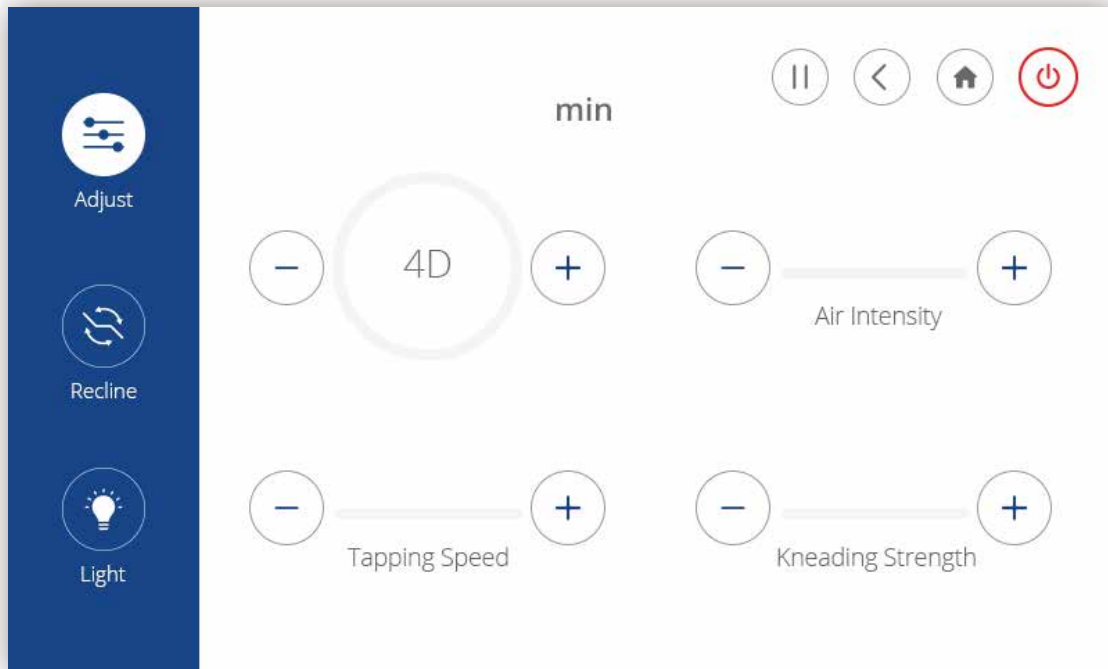 min
Adjust
4D
Air Intensity
Recline
Tapping Speed
Kneading Strength
Light